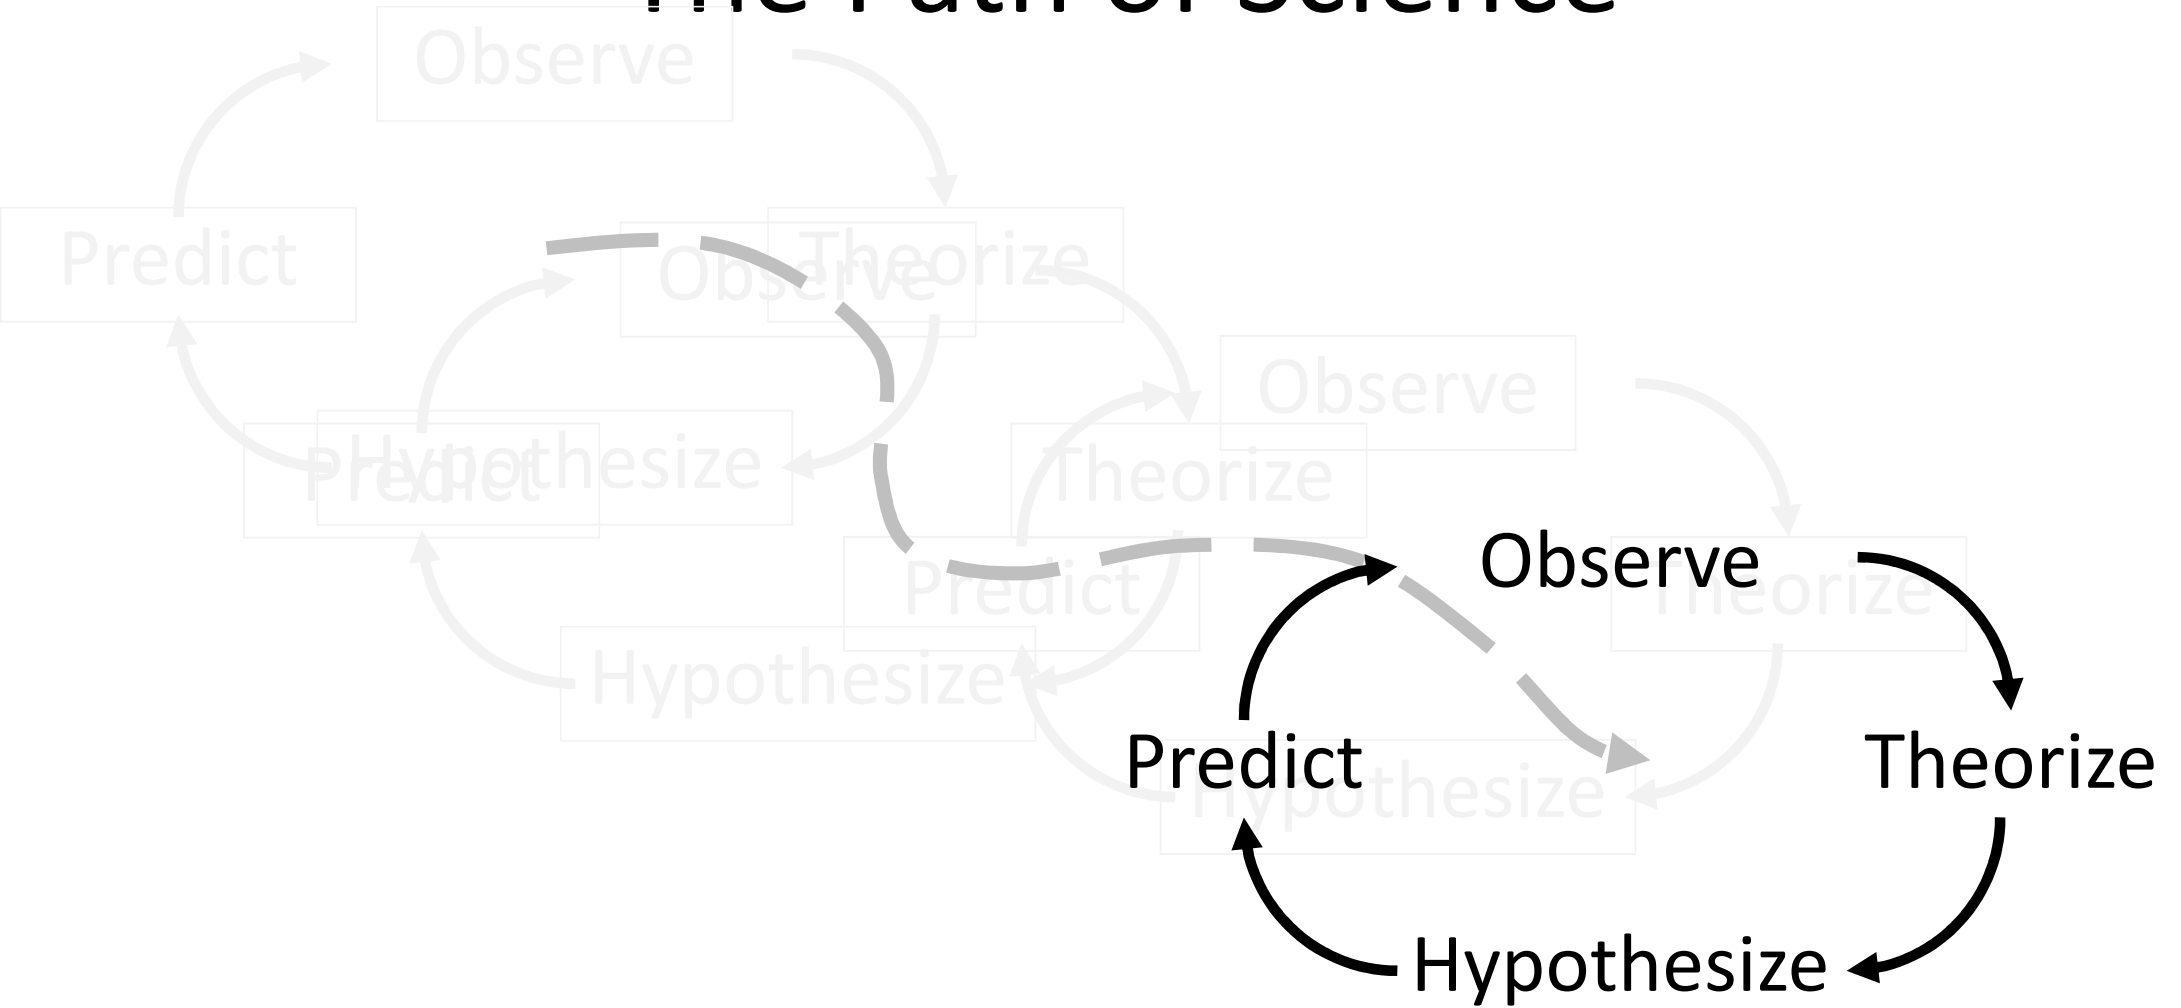 The Path of Science
Observe
Predict
Theorize
Observe
Observe
Hypothesize
Predict
Theorize
Observe
Theorize
Predict
Hypothesize
Predict
Theorize
Hypothesize
Hypothesize